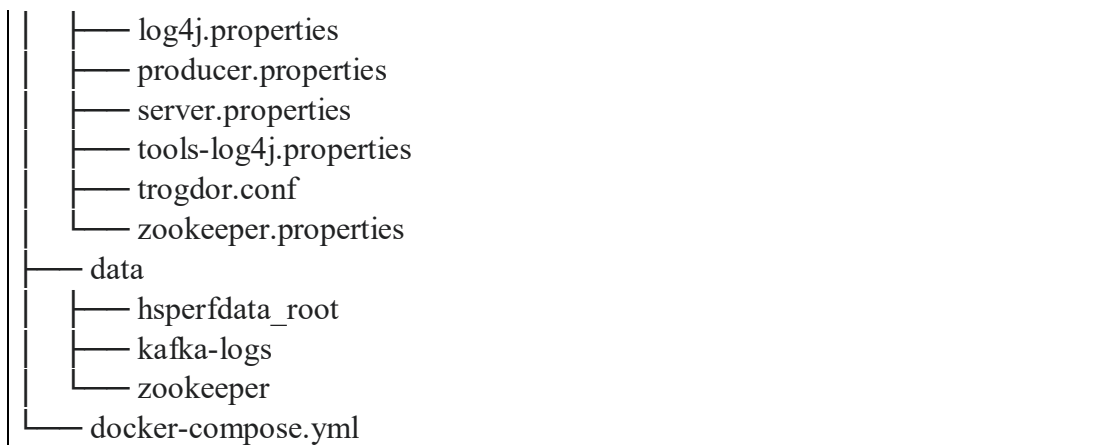 │   ├── log4j.properties
│   ├── producer.properties
│   ├── server.properties
│   ├── tools-log4j.properties
│   ├── trogdor.conf
│   └── zookeeper.properties
├── data
│   ├── hsperfdata_root
│   ├── kafka-logs
│   └── zookeeper
└── docker-compose.yml